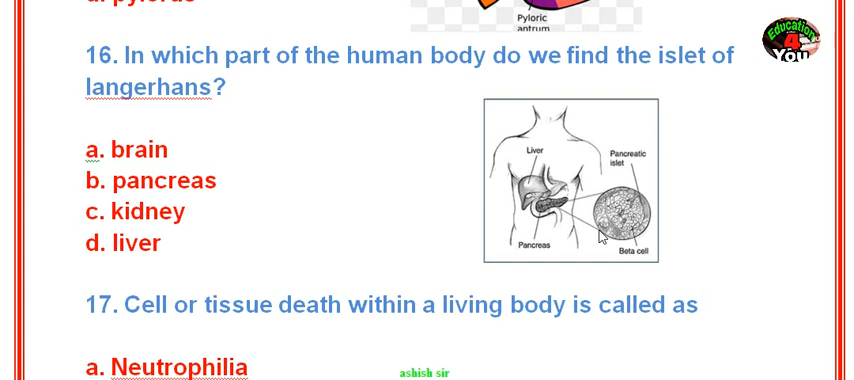 d. pylorus
Pyloric
antrum
16. In which part of the human body do we find the islet of
langerhans?
a. brain
b. pancreas
c. kidney
d. liver
Liver
Pancreatic
islet
Pancreas
Beta cell
17. Cell or tissue death within a living body is called as
a. Neutrophilia
ashish sir
Education
4
You